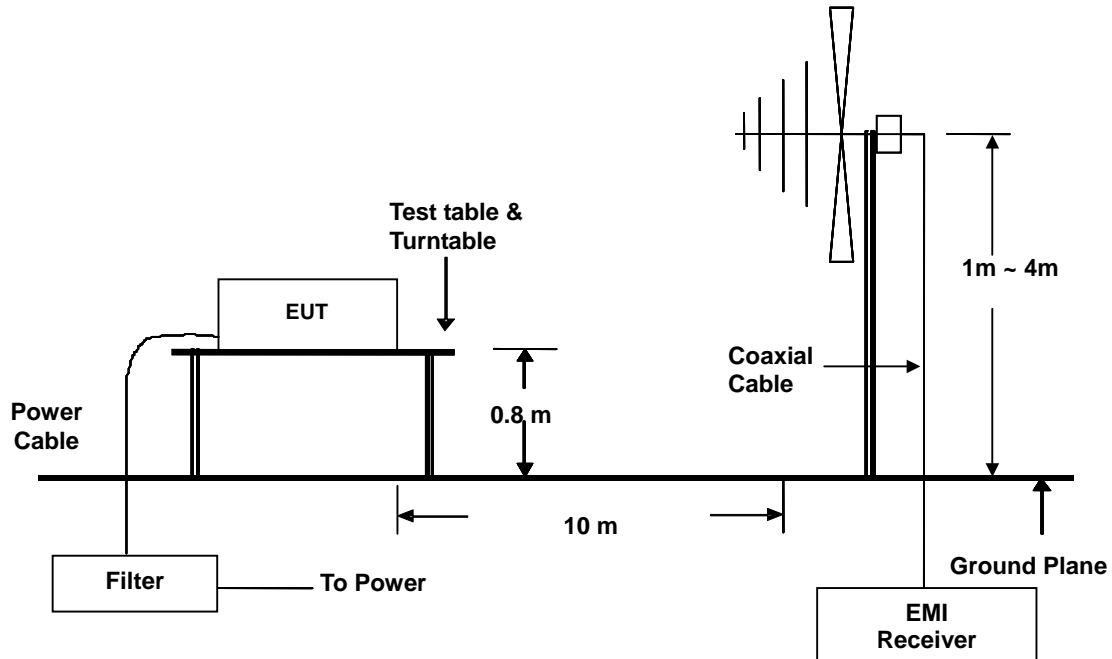 Test table &
Turntable
1m ~ 4m
EUT
Coaxial
Cable
0.8 m
Power
Cable
10 m
Ground Plane
Filter
To Power
EMI
Receiver